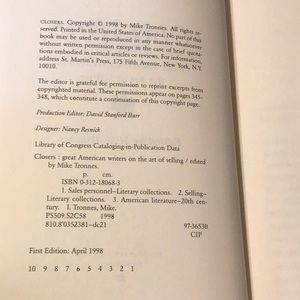 CLOSERS. Copyright © 1998 by Mike Tronnes. All rights re-
served. Printed in the United States of America. No part of this
book may be used or reproduced in any manner whatsoever
without written permission except in the case of brief quota-
tions embodied in critical articles or reviews. For information,
address St. Martin's Press, 175 Fifth Avenue, New York, N.Y.
10010.
The editor is grateful for permission to reprint excerpts from
copyrighted material. These permissions appear on pages 345–
348, which constitute a continuation of this copyright page.
Production Editor: David Stanford Burr
Designer: Nancy Resnick
Library of Congress Cataloging-in-Publication Data
Closers : great American writers on the art of selling / edited
by Mike Tronnes.
p. cm.
ISBN 0-312-18068-3
1. Sales personnel—Literary collections. 2. Selling—
Literary collections. 3. American literature—20th cen-
tury. I. Tronnes, Mike.
PS509.S2C58 1998
810.8'0352381—dc21 97-36530
CIP
First Edition: April 1998
10 9 8 7 6 5 4 3 2 1